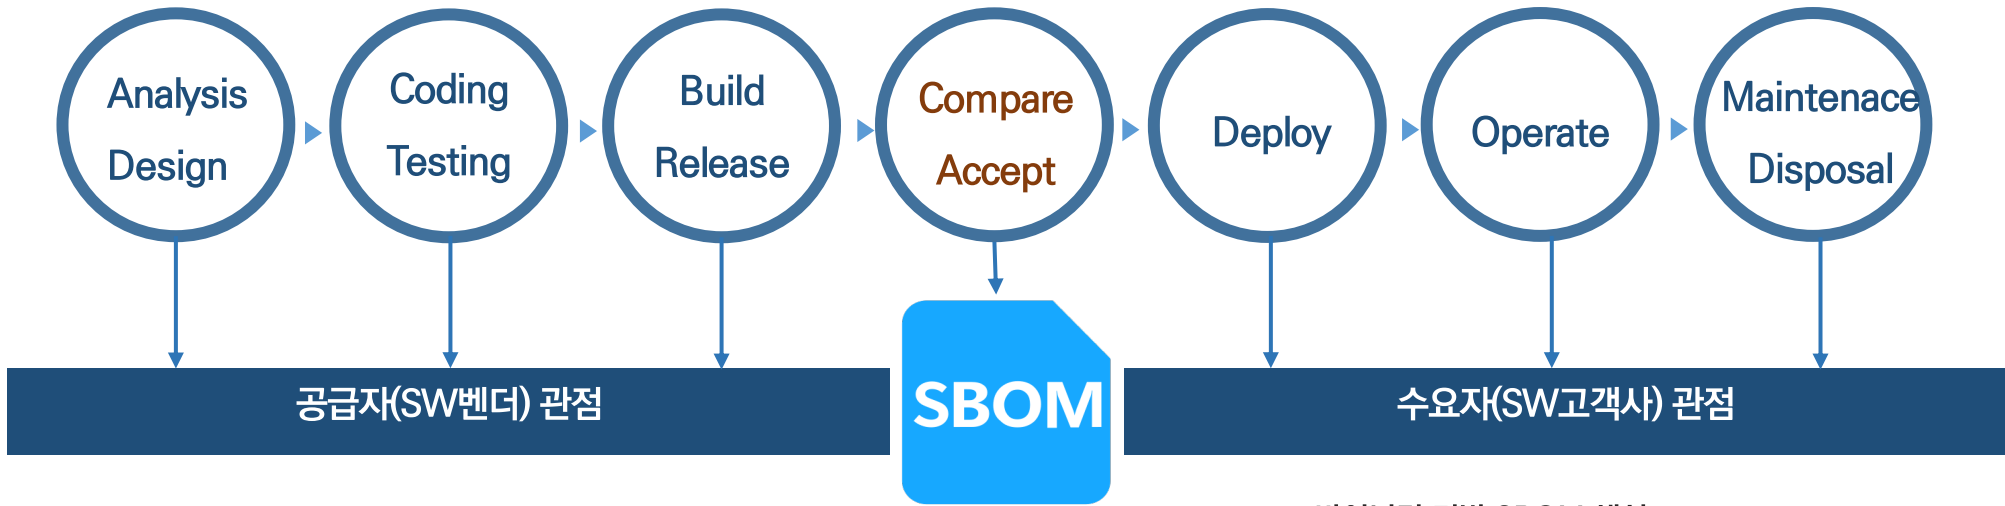 Analysis
Design
Coding
Testing
Build
Release
Compare
Accept
Deploy
Operate
Maintenace
Disposal
공급자(SW벤더) 관점
SBOM
수요자(SW고객사) 관점